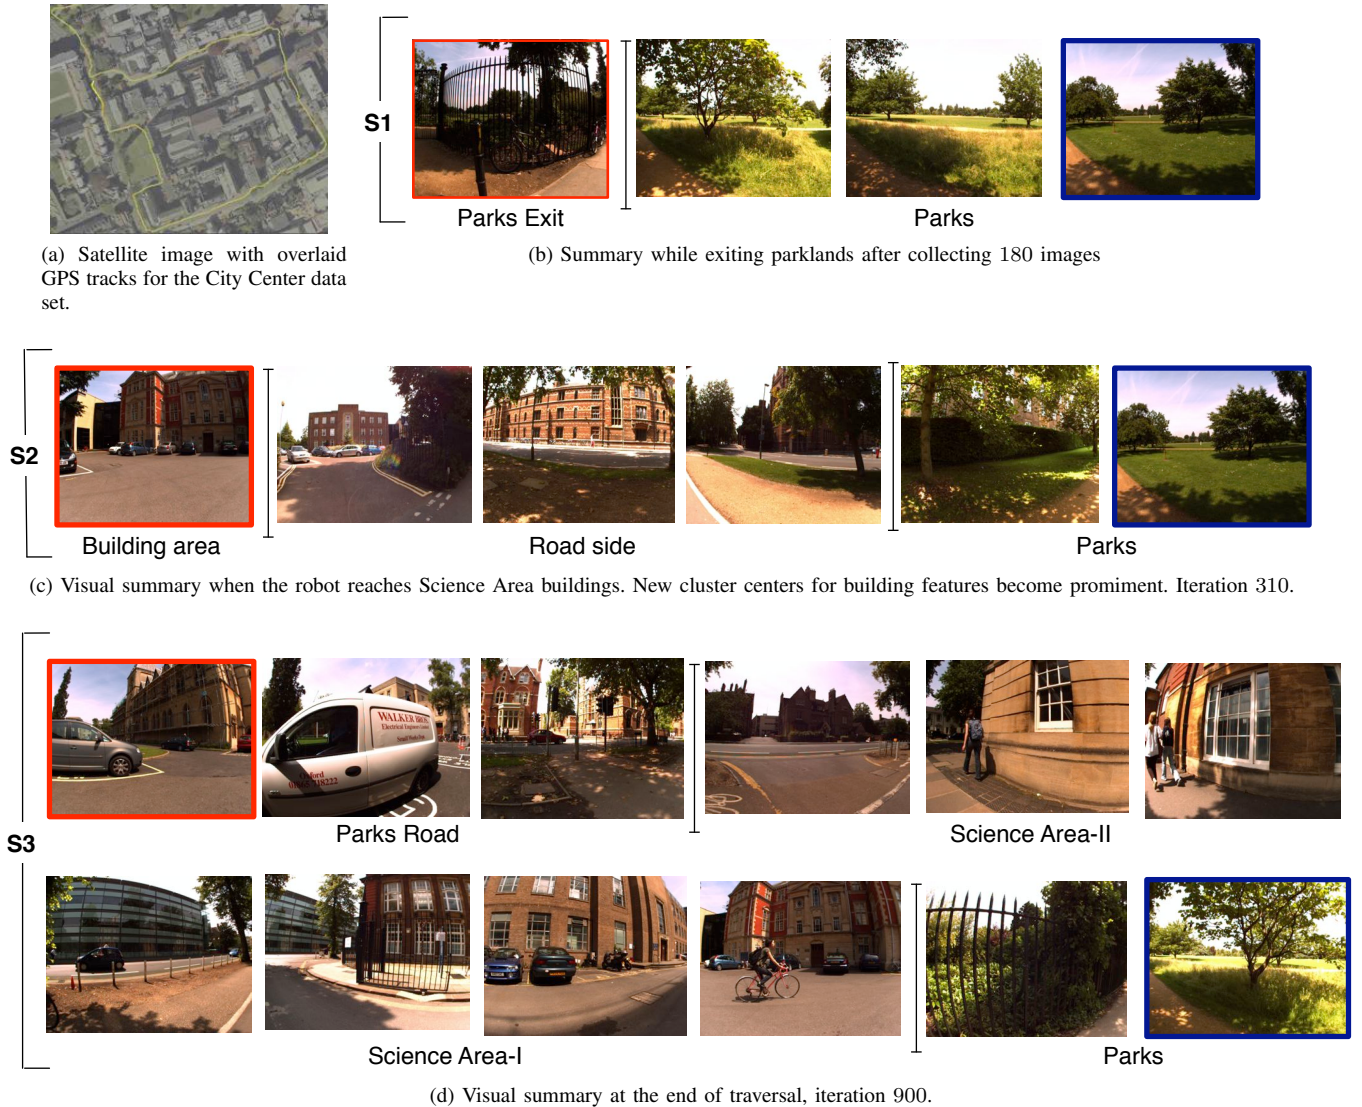 S1
Parks Exit
Parks
(a) Satellite image with overlaid
GPS tracks for the City Center data
set.
(b) Summary while exiting parklands after collecting 180 images
S2
Building area
Road side
Parks
(c) Visual summary when the robot reaches Science Area buildings. New cluster centers for building features become promiment. Iteration 310.
S3
WALKER BROS
Electrical Engineers
Oxford
Parks Road
Science Area-II
Science Area-I
Parks
(d) Visual summary at the end of traversal, iteration 900.